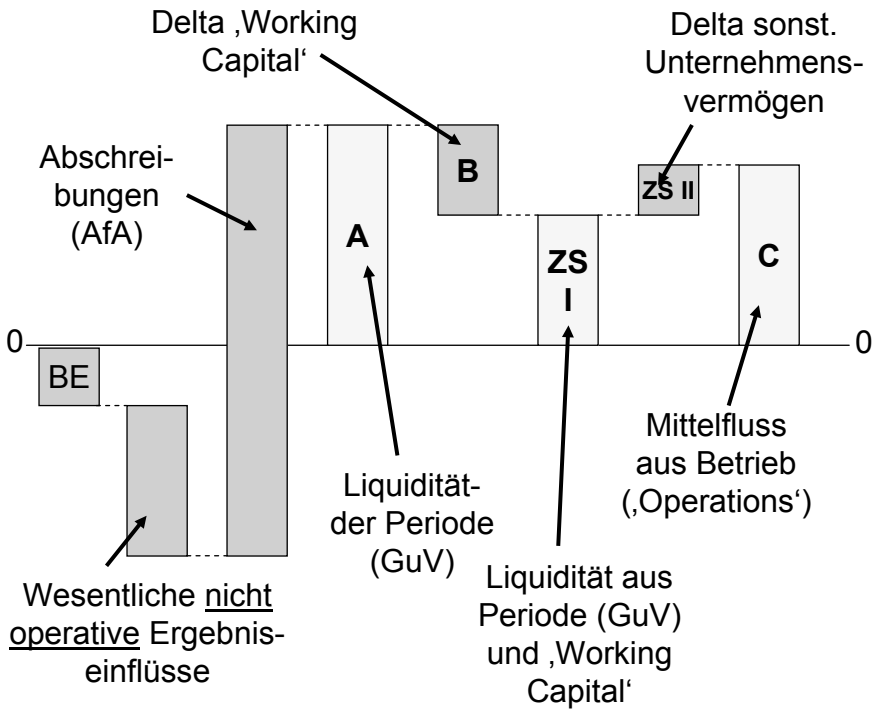 Delta ‚Working
Capital‘
Delta sonst.
Unternehmens-
vermögen
Abschrei-
bungen
(AfA)
B
ZS II
A
ZS
I
C
0
0
BE
Mittelfluss
aus Betrieb
(‚Operations‘)
Liquidität-
der Periode
(GuV)
Liquidität aus
Periode (GuV)
und ‚Working
Capital‘
Wesentliche nicht
operative Ergebnis-
einflüsse